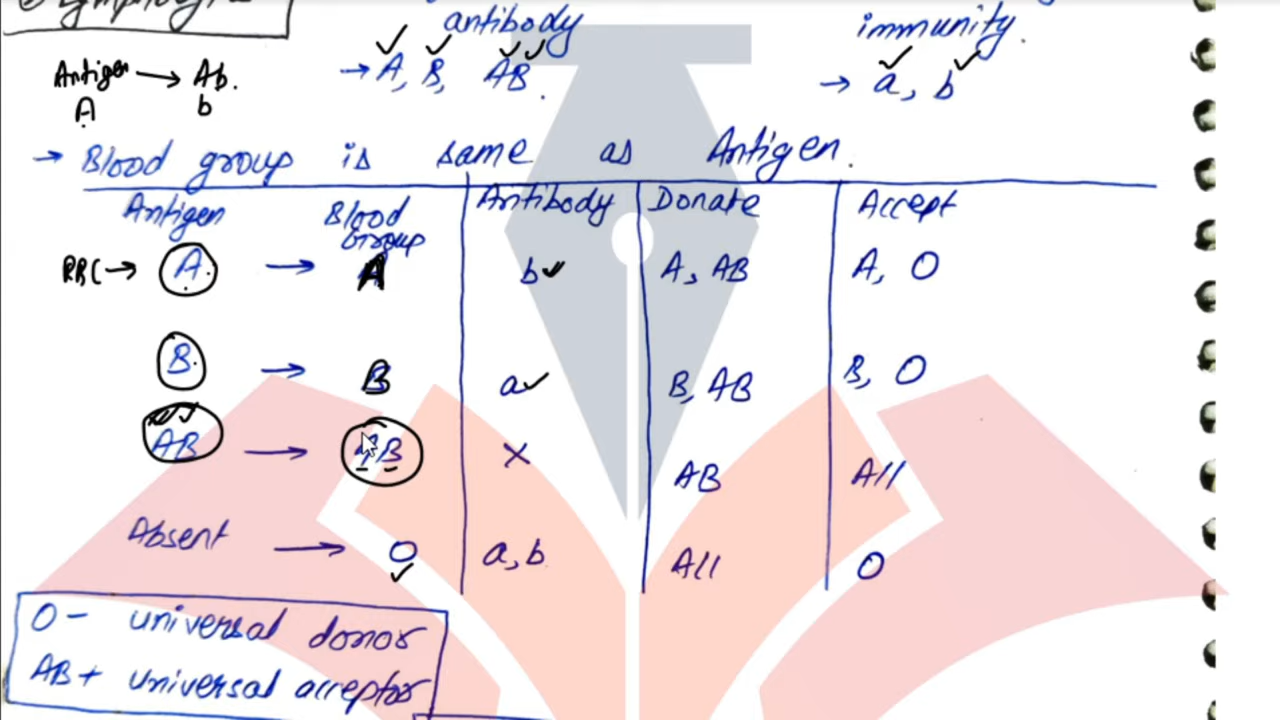 antibody
immunity.
Antigen → Ab.
A b
→ A, B, AB.
→ a, b
→ Blood group is same as Antigen.
Antigen Blood Group Antibody Donate Accept
RBC → A → A b A, AB A, O
B → B a B, AB B, O
AB → AB × AB All
Absent → O a, b All O
O- universal donor
AB+ universal acceptor